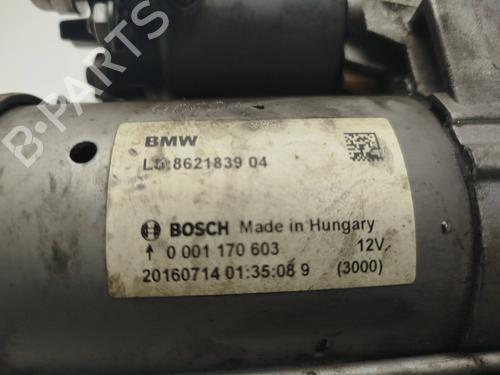 BMW
8621839 04
BOSCH Made in Hungary
↑ 0 001 170 603 12V
20160714 01:35:08 9 (3000)
B-PARTS